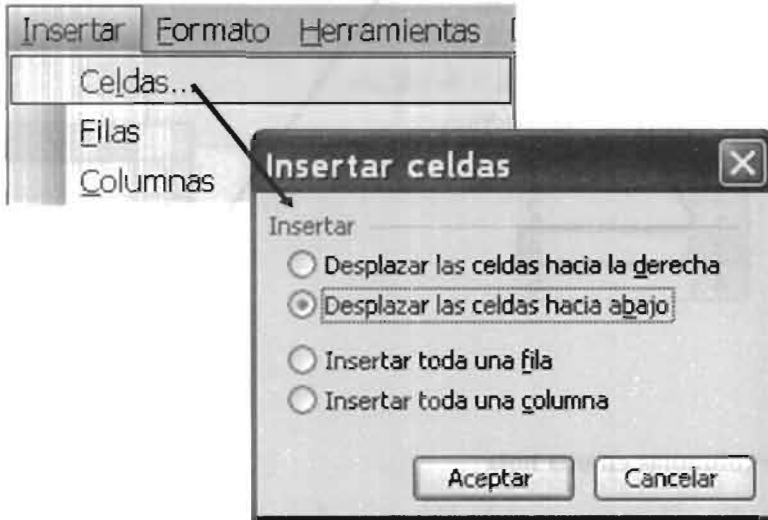 Insertar Formato Herramientas
Celdas...
Filas
Columnas
Insertar celdas
Insertar
Desplazar las celdas hacia la derecha
Desplazar las celdas hacia abajo
Insertar toda una fila
Insertar toda una columna
Aceptar Cancelar